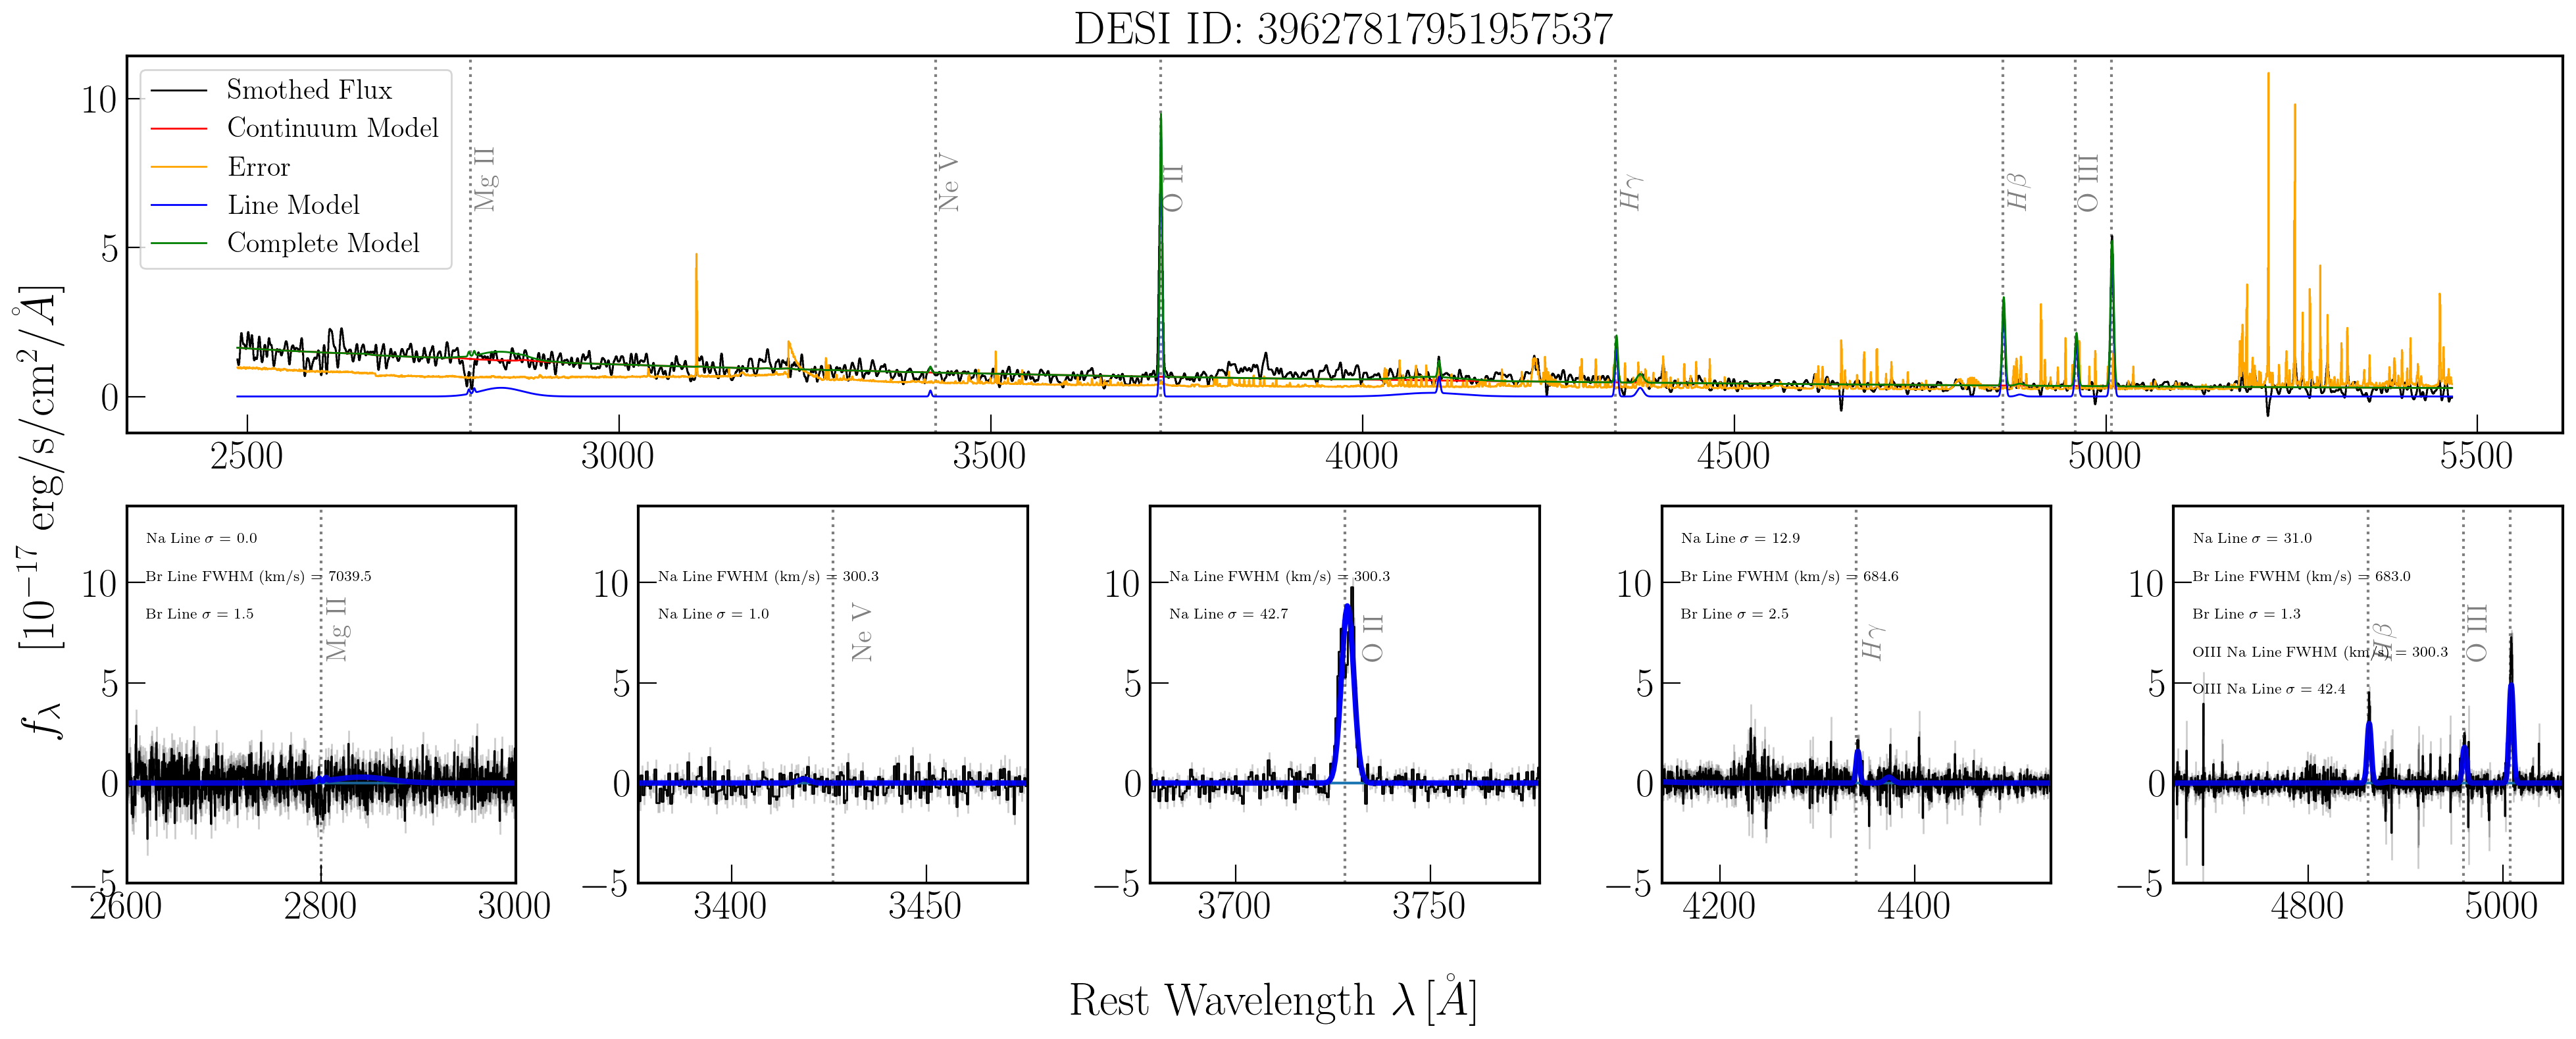 DESI ID: 39627817951957537
Smothed Flux
Continuum Model
Error
Line Model
Complete Model
Mg II
Ne V
O II
Hγ
Hβ
O III
10
5
0
2500 3000 3500 4000 4500 5000 5500
f_λ [10^{-17} erg/s/cm^2/Å]
Na Line σ = 0.0
Br Line FWHM (km/s) = 7039.5
Br Line σ = 1.5
Mg II
10
5
0
−5
2600 2800 3000
Na Line FWHM (km/s) = 300.3
Na Line σ = 1.0
Ne V
10
5
0
−5
3400 3450
Na Line FWHM (km/s) = 300.3
Na Line σ = 42.7
O II
10
5
0
−5
3700 3750
Na Line σ = 12.9
Br Line FWHM (km/s) = 684.6
Br Line σ = 2.5
Hγ
10
5
0
−5
4200 4400
Na Line σ = 31.0
Br Line FWHM (km/s) = 683.0
Br Line σ = 1.3
OIII Na Line FWHM (km/s) = 300.3
OIII Na Line σ = 42.4
Hβ
O III
10
5
0
−5
4800 5000
Rest Wavelength λ [Å]